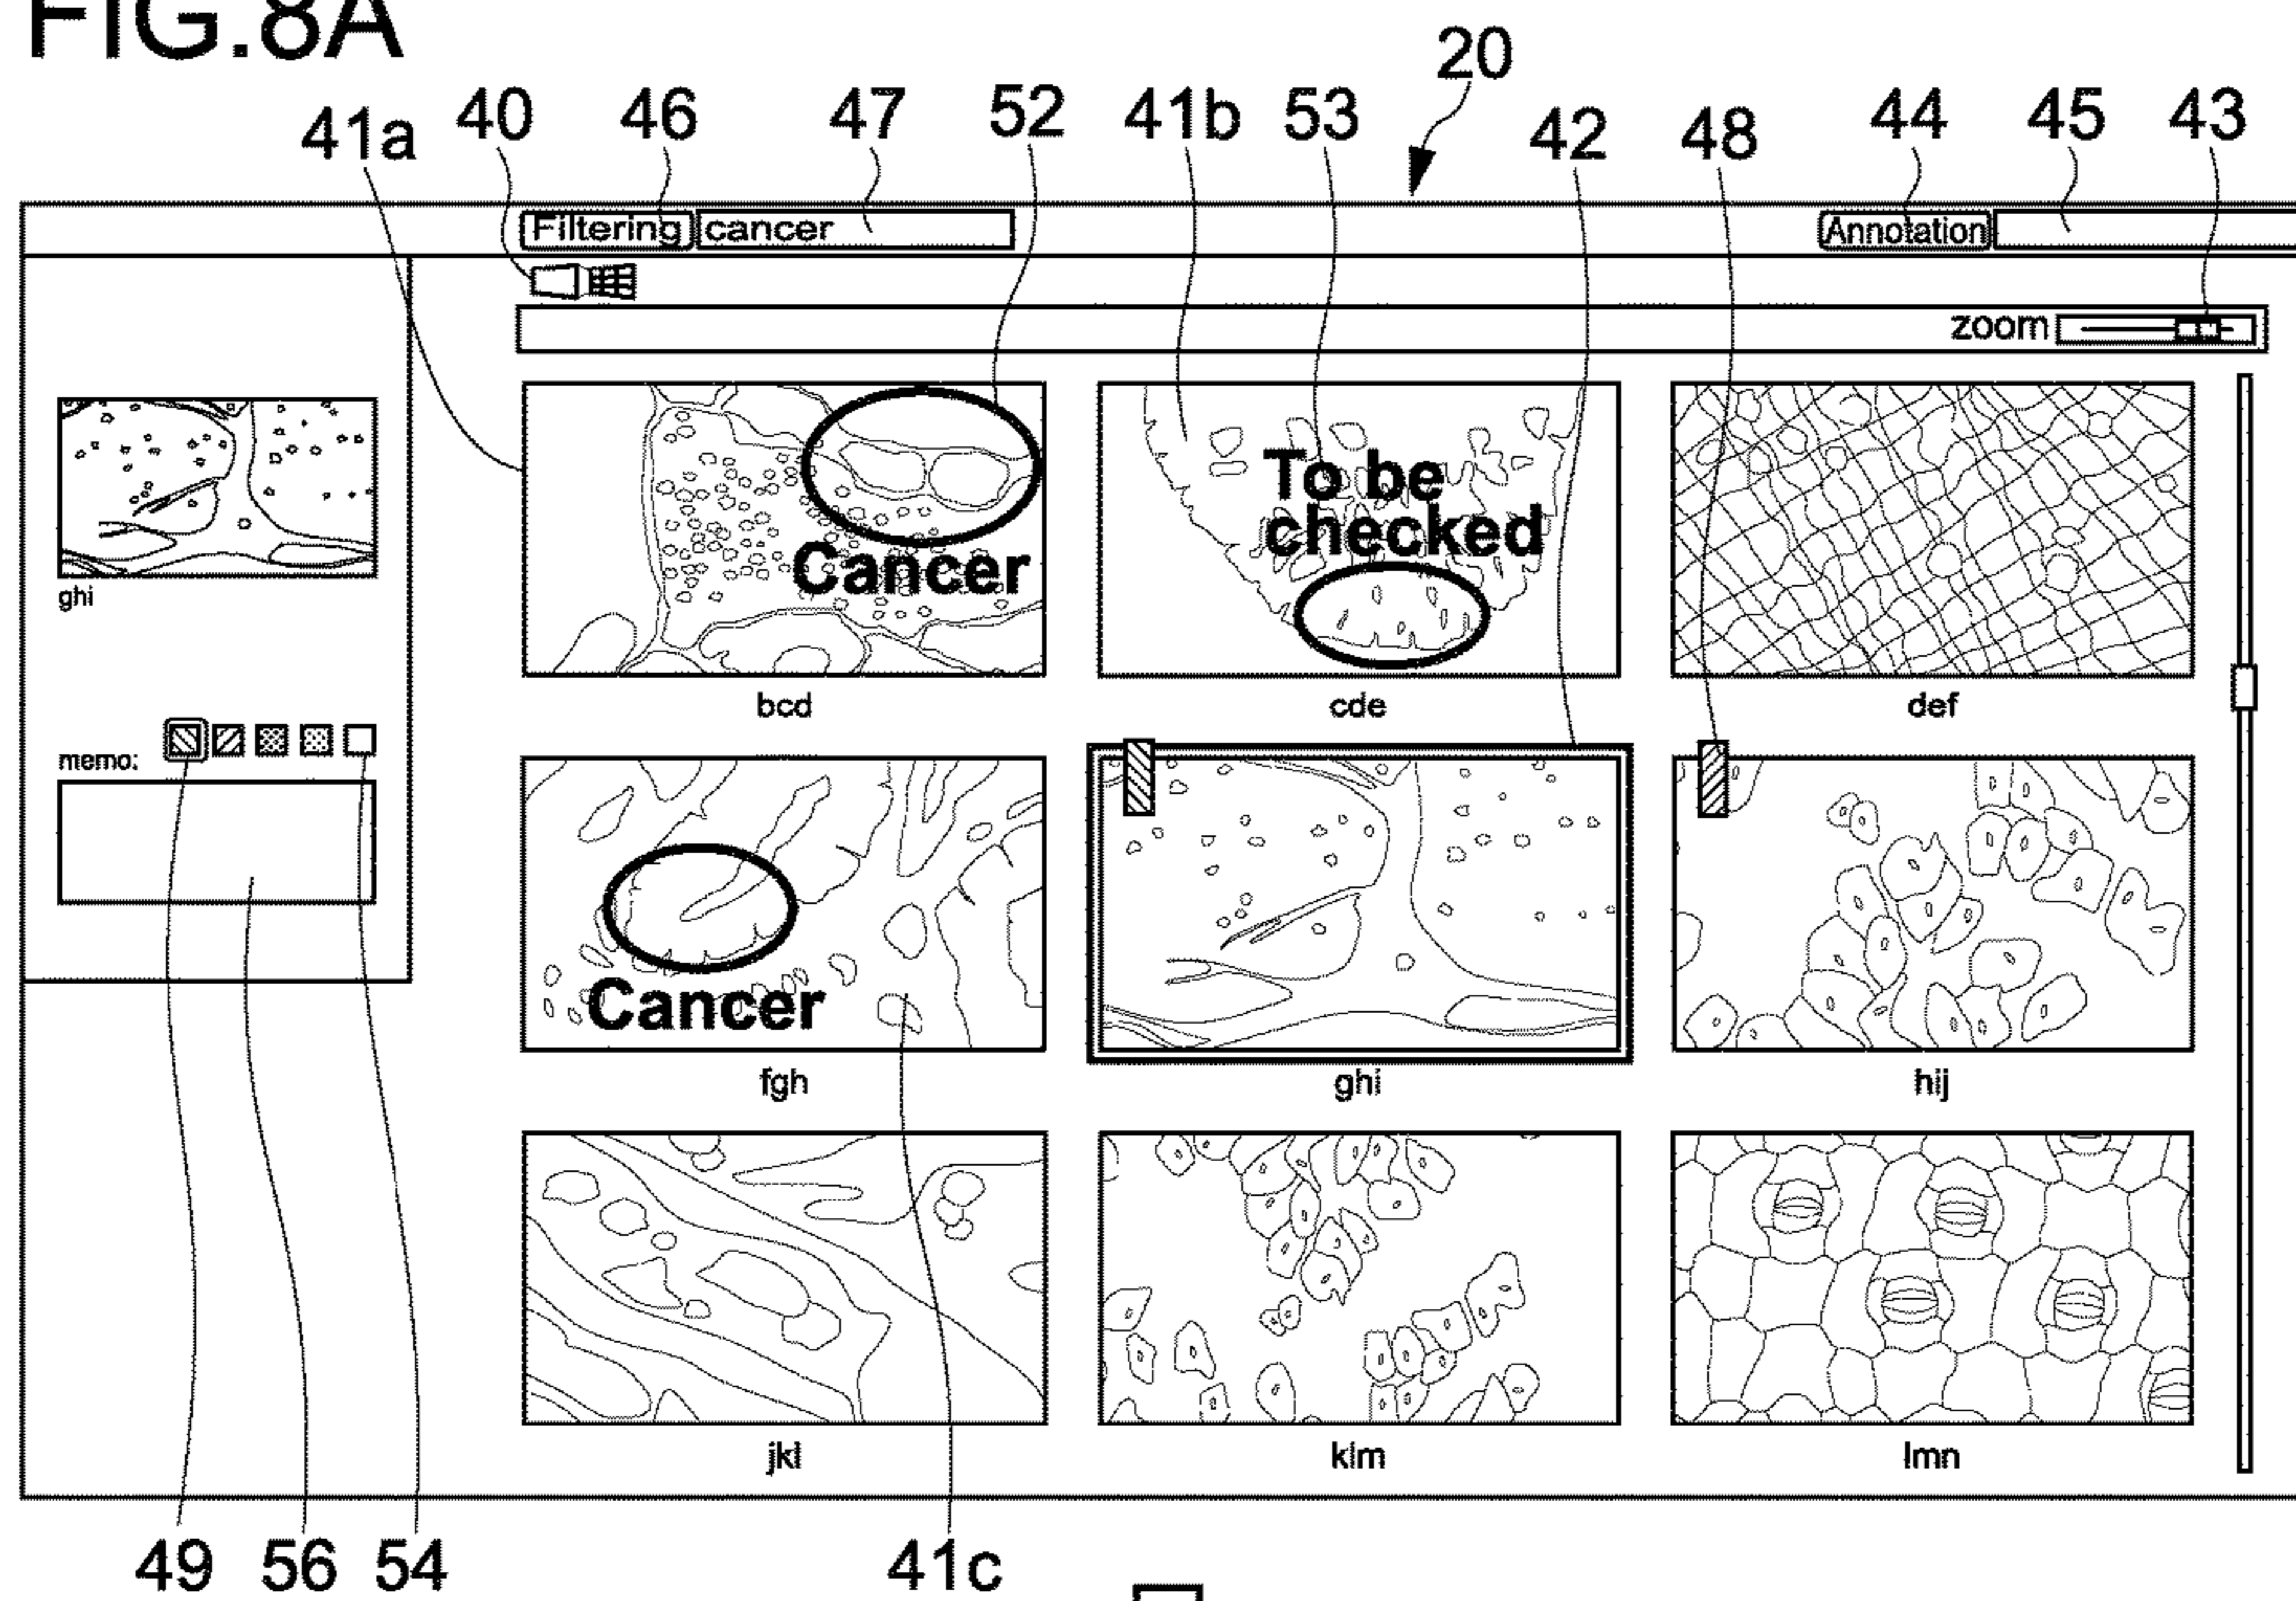 FIG.8A
20
41a 40 46 47 52 41b 53 42 48 44 45 43
Filtering cancer Annotation
zoom
ghi
memo:
Cancer
To be
checked
bcd cde def
Cancer
fgh ghi hij
jkl klm lmn
49 56 54 41c